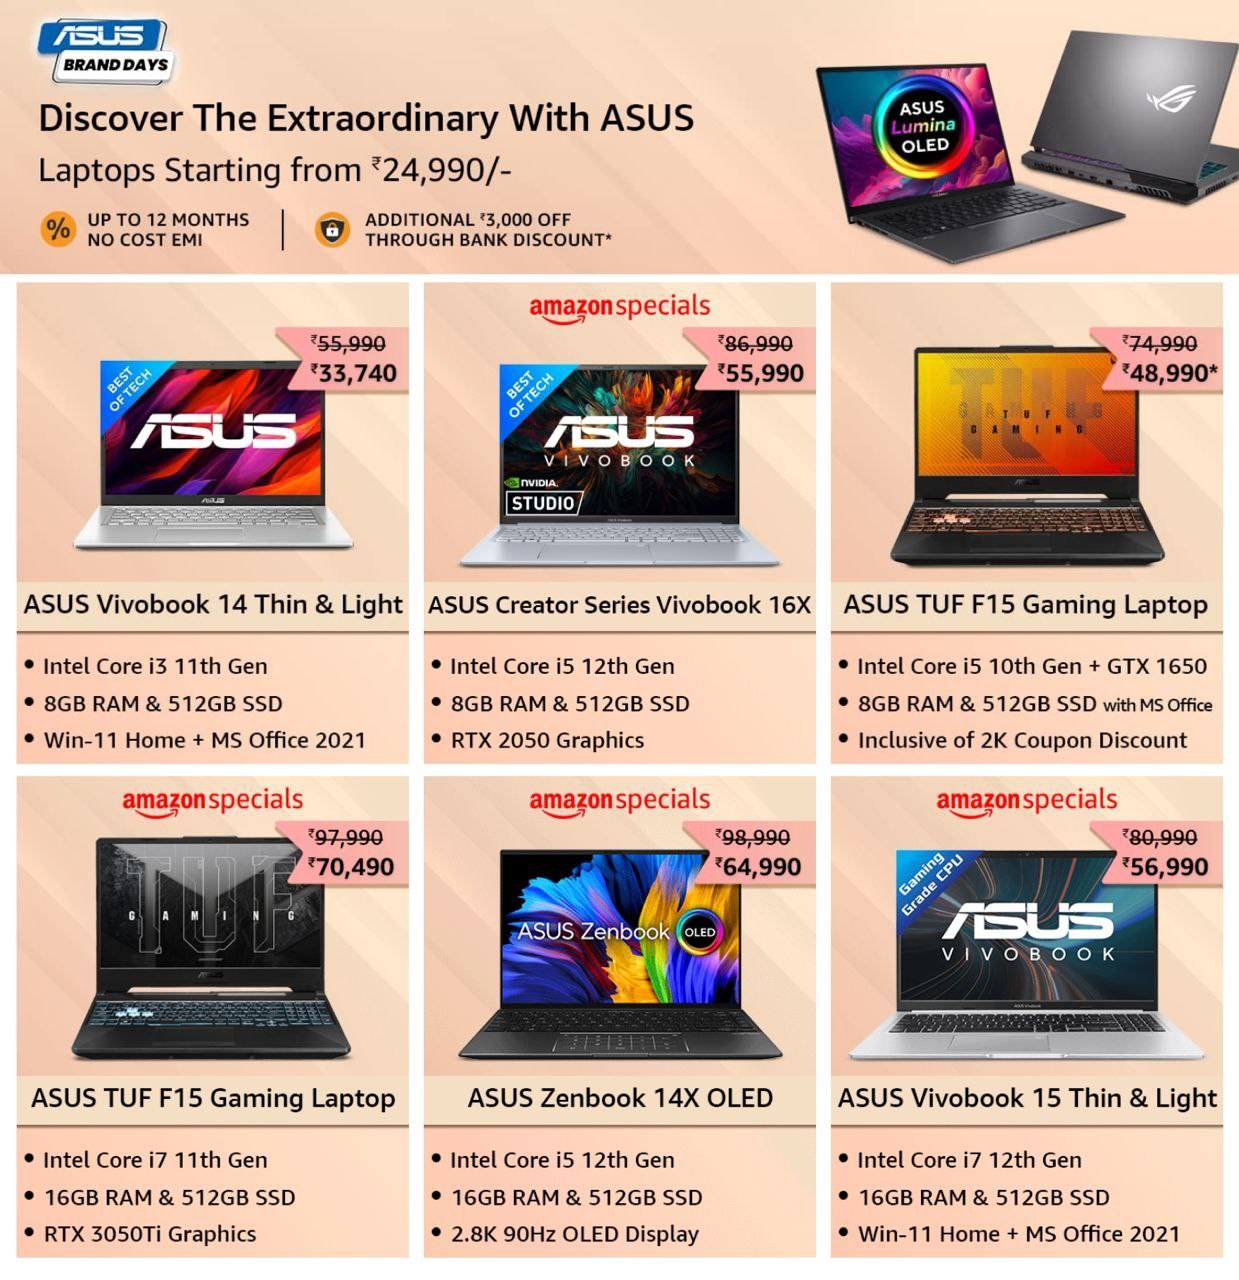 ASUS
BRAND DAYS
Discover The Extraordinary With ASUS
Laptops Starting from ₹24,990/-
% UP TO 12 MONTHS
NO COST EMI
ADDITIONAL ₹3,000 OFF
THROUGH BANK DISCOUNT*
ASUS
Lumina
OLED
₹55,990
₹33,740
BEST
OF TECH
ASUS
ASUS
ASUS Vivobook 14 Thin & Light
• Intel Core i3 11th Gen
• 8GB RAM & 512GB SSD
• Win-11 Home + MS Office 2021
amazonspecials
₹86,990
₹55,990
BEST
OF TECH
ASUS
VIVOBOOK
NVIDIA.
STUDIO
ASUS Creator Series Vivobook 16X
• Intel Core i5 12th Gen
• 8GB RAM & 512GB SSD
• RTX 2050 Graphics
₹74,990
₹48,990*
TUF
GAMING
TUF
GAMING
ASUS
ASUS TUF F15 Gaming Laptop
• Intel Core i5 10th Gen + GTX 1650
• 8GB RAM & 512GB SSD with MS Office
• Inclusive of 2K Coupon Discount
amazonspecials
₹97,990
₹70,490
TUF
GAMING
ASUS
ASUS TUF F15 Gaming Laptop
• Intel Core i7 11th Gen
• 16GB RAM & 512GB SSD
• RTX 3050Ti Graphics
amazonspecials
₹98,990
₹64,990
ASUS Zenbook OLED
ASUS Zenbook 14X OLED
• Intel Core i5 12th Gen
• 16GB RAM & 512GB SSD
• 2.8K 90Hz OLED Display
amazonspecials
₹80,990
₹56,990
Gaming
Grade CPU
ASUS
VIVOBOOK
ASUS Vivobook 15 Thin & Light
• Intel Core i7 12th Gen
• 16GB RAM & 512GB SSD
• Win-11 Home + MS Office 2021